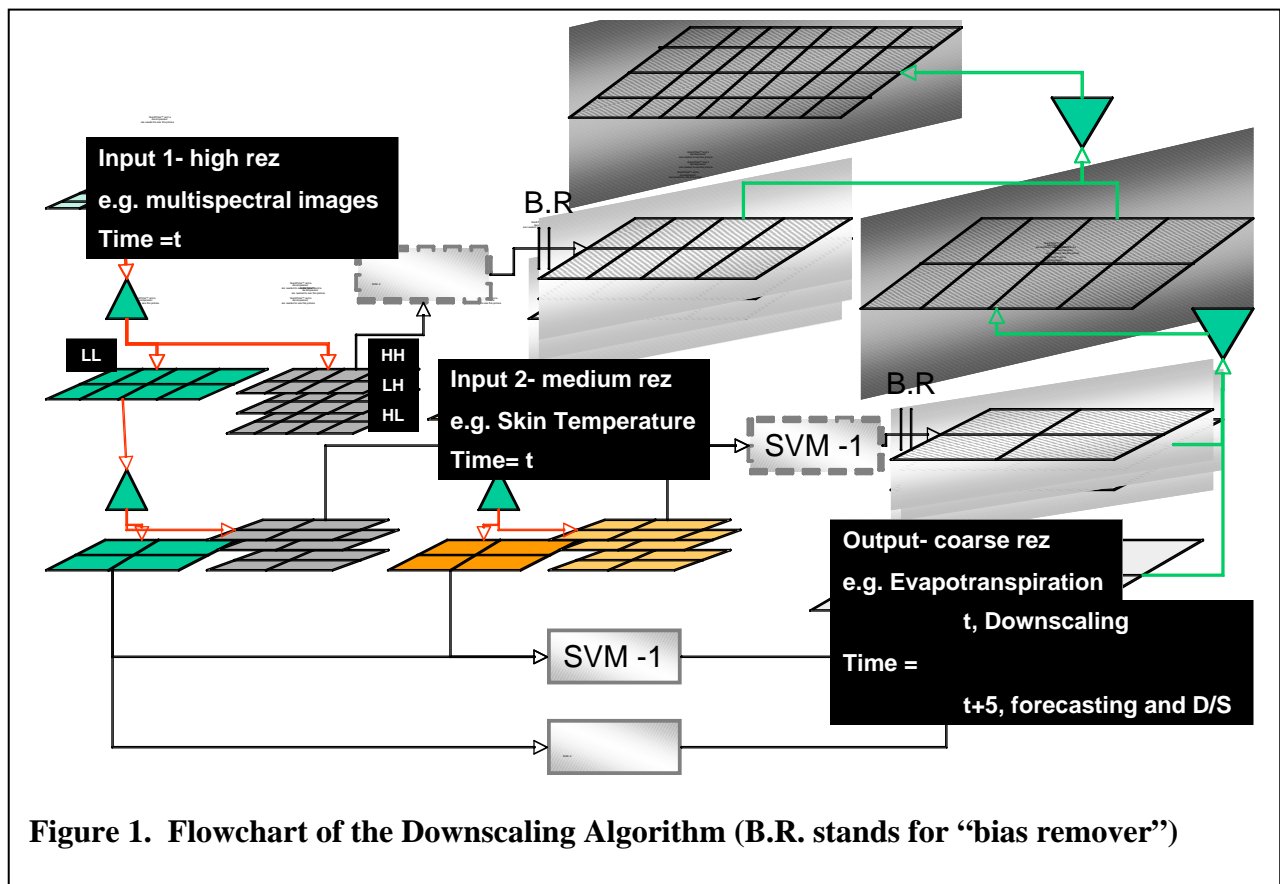 Input 1- high rez
e.g. multispectral images
Time =t
B.R
LL
HH
LH
HL
Input 2- medium rez
e.g. Skin Temperature
Time= t
B.R
SVM -1
Output- coarse rez
e.g. Evapotranspiration
t, Downscaling
Time =
t+5, forecasting and D/S
SVM -1
Figure 1. Flowchart of the Downscaling Algorithm (B.R. stands for “bias remover”)